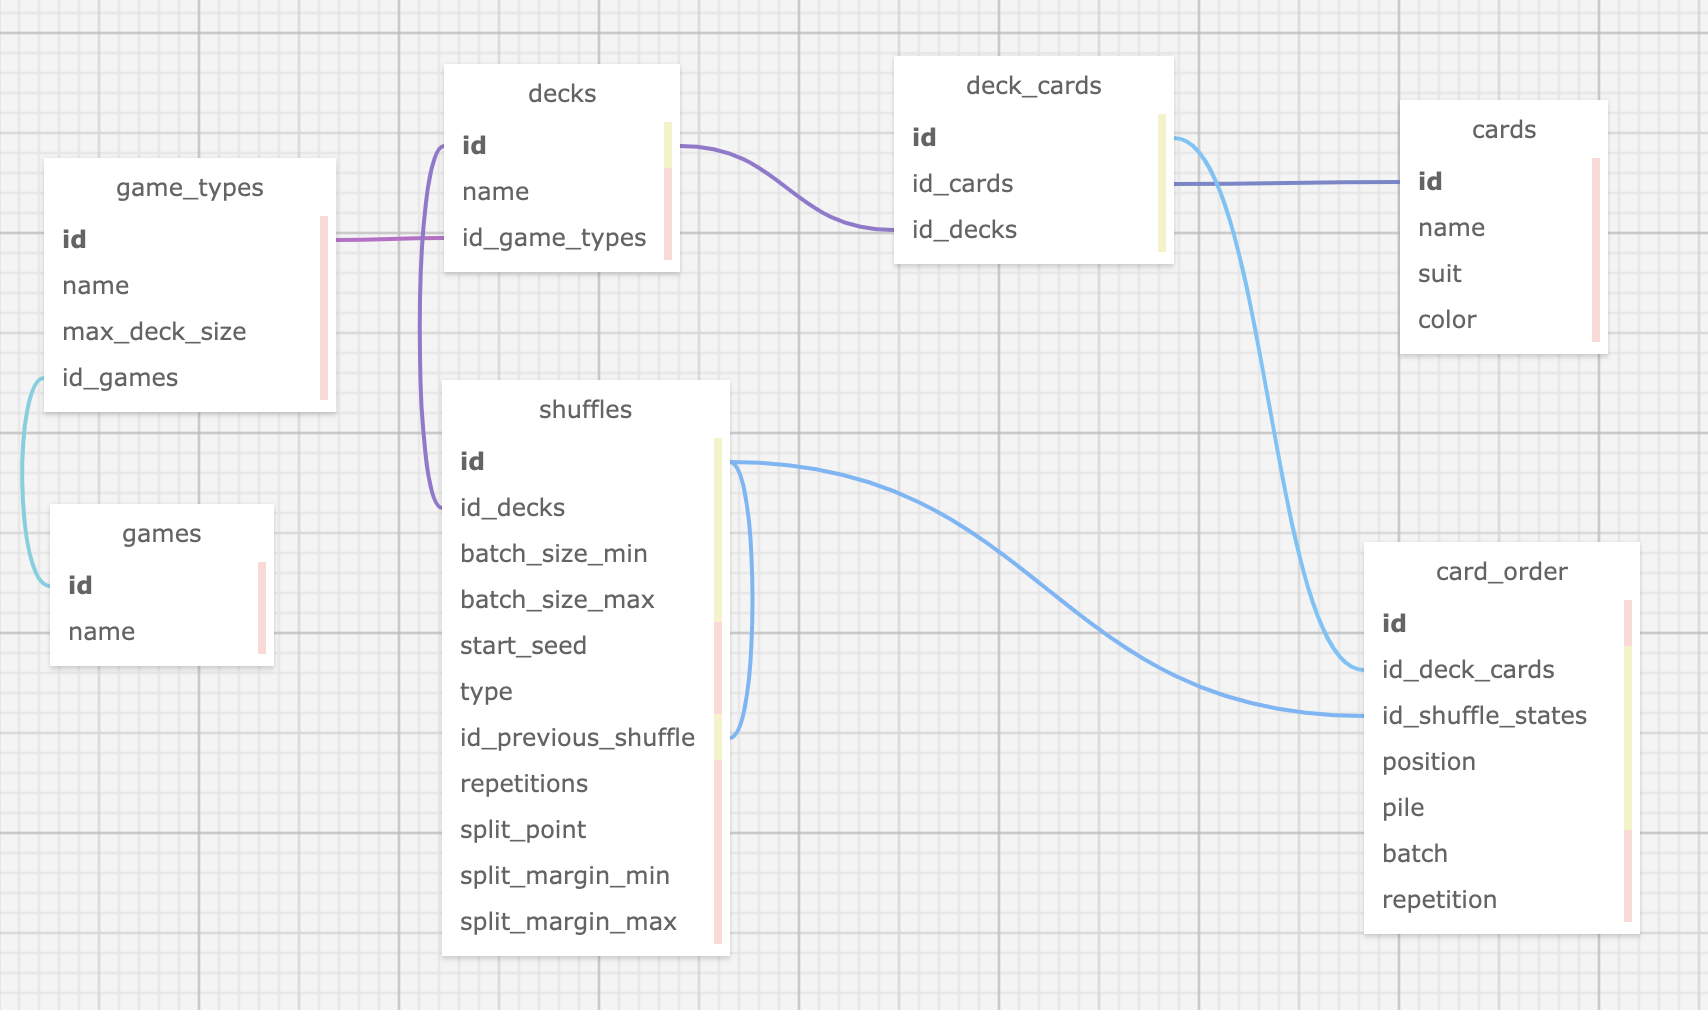 game_types
id
name
max_deck_size
id_games
games
id
name
decks
id
name
id_game_types
shuffles
id
id_decks
batch_size_min
batch_size_max
start_seed
type
id_previous_shuffle
repetitions
split_point
split_margin_min
split_margin_max
deck_cards
id
id_cards
id_decks
cards
id
name
suit
color
card_order
id
id_deck_cards
id_shuffle_states
position
pile
batch
repetition